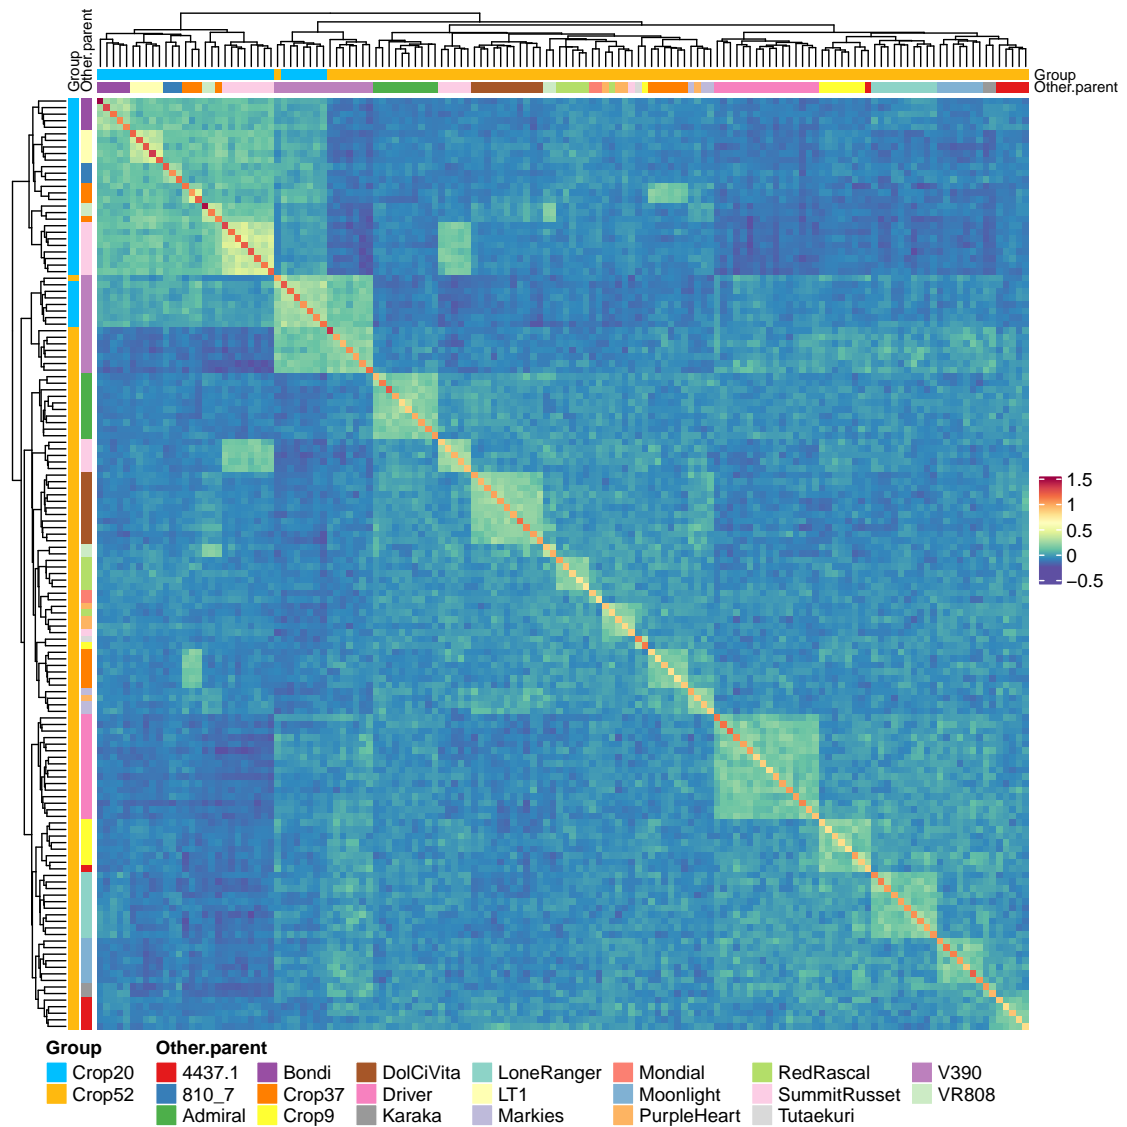 Group
Other.parent
Group
Other.parent
1.5
1
0.5
0
−0.5
Group Other.parent
Crop20 4437.1 Bondi DolCiVita LoneRanger Mondial RedRascal V390
Crop52 810_7 Crop37 Driver LT1 Moonlight SummitRusset VR808
Admiral Crop9 Karaka Markies PurpleHeart Tutaekuri